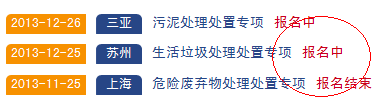 2013-12-26 三亚 污泥处理处置专项 报名中
2013-12-25 苏州 生活垃圾处理处置专项 报名中
2013-11-25 上海 危险废弃物处理处置专项 报名结束